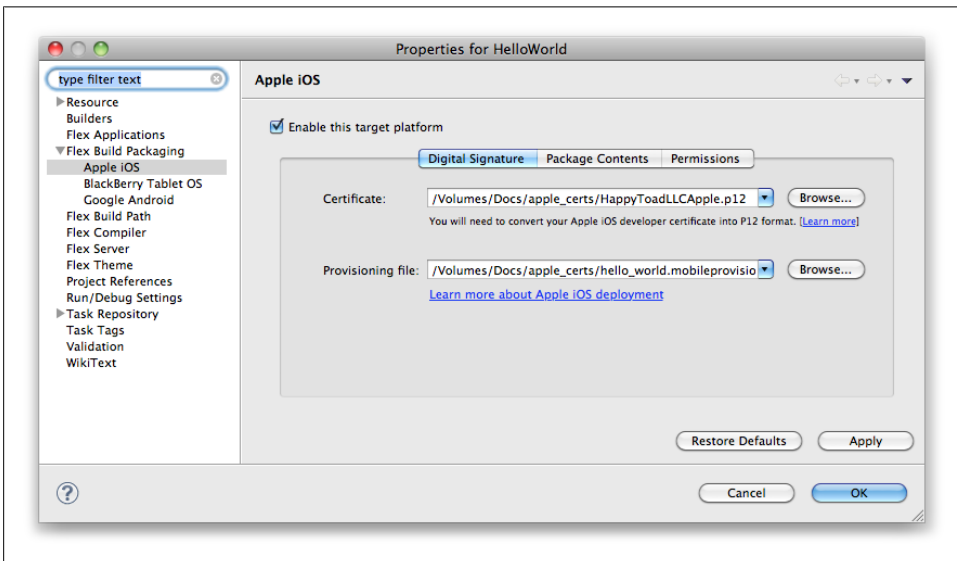 Properties for HelloWorld
type filter text
Resource
Builders
Flex Applications
Flex Build Packaging
Apple iOS
BlackBerry Tablet OS
Google Android
Flex Build Path
Flex Compiler
Flex Server
Flex Theme
Project References
Run/Debug Settings
Task Repository
Task Tags
Validation
WikiText
Apple iOS
Enable this target platform
Digital Signature Package Contents Permissions
Certificate: /Volumes/Docs/apple_certs/HappyToadLLCApple.p12 Browse...
You will need to convert your Apple iOS developer certificate into P12 format. [Learn more]
Provisioning file: /Volumes/Docs/apple_certs/hello_world.mobileprovisio Browse...
Learn more about Apple iOS deployment
Restore Defaults Apply
? Cancel OK